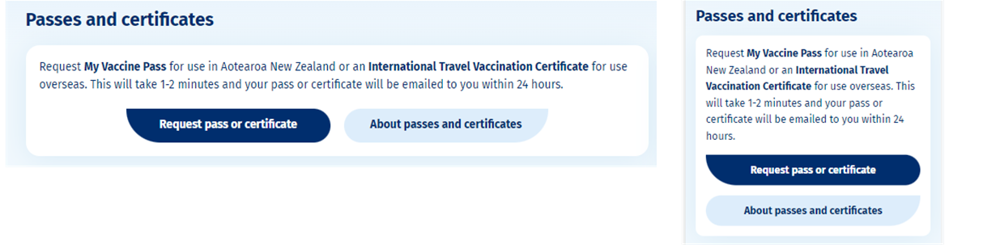 Passes and certificates
Request My Vaccine Pass for use in Aotearoa New Zealand or an International Travel Vaccination Certificate for use
overseas. This will take 1-2 minutes and your pass or certificate will be emailed to you within 24 hours.
Request pass or certificate
About passes and certificates
Passes and certificates
Request My Vaccine Pass for use in Aotearoa
New Zealand or an International Travel
Vaccination Certificate for use overseas. This
will take 1-2 minutes and your pass or
certificate will be emailed to you within 24
hours.
Request pass or certificate
About passes and certificates